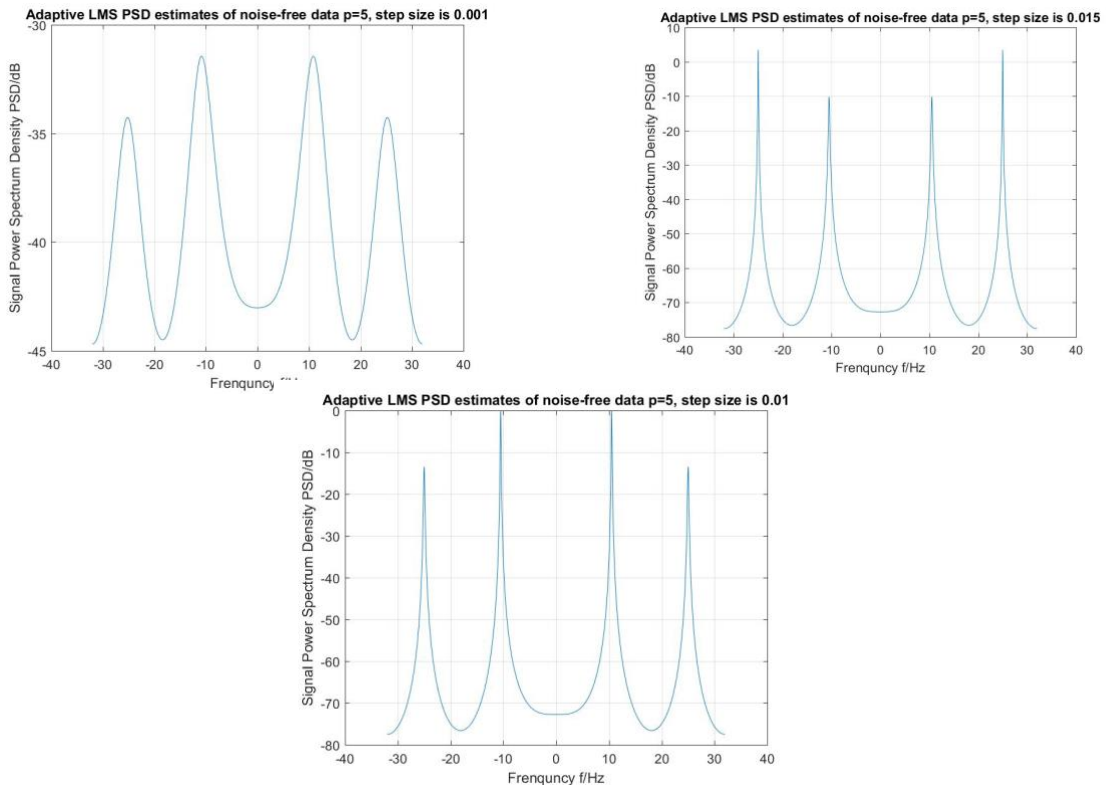 Adaptive LMS PSD estimates of noise-free data p=5, step size is 0.001
Signal Power Spectrum Density PSD/dB
-30
-35
-40
-45
-40 -30 -20 -10 0 10 20 30 40
Frenquncy
Adaptive LMS PSD estimates of noise-free data p=5, step size is 0.015
Signal Power Spectrum Density PSD/dB
10
0
-10
-20
-30
-40
-50
-60
-70
-80
-40 -30 -20 -10 0 10 20 30 40
Frenquncy f/Hz
Adaptive LMS PSD estimates of noise-free data p=5, step size is 0.01
Signal Power Spectrum Density PSD/dB
0
-10
-20
-30
-40
-50
-60
-70
-80
-40 -30 -20 -10 0 10 20 30 40
Frenquncy f/Hz